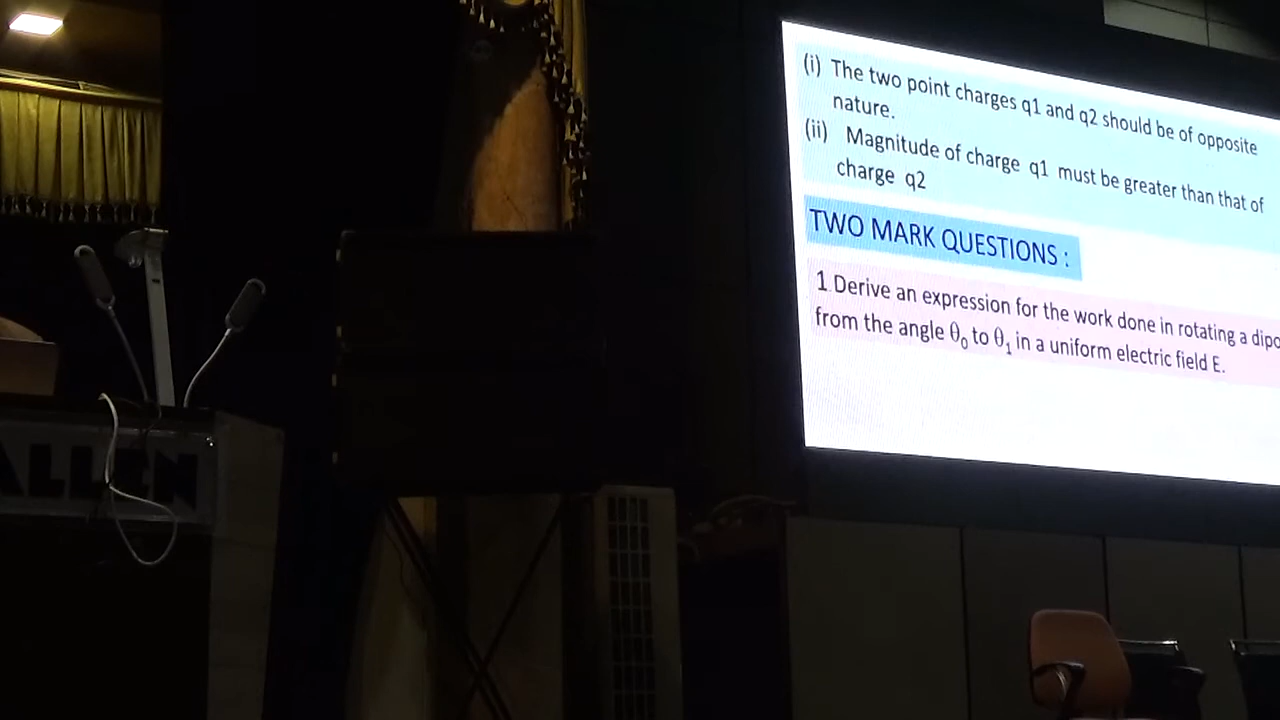 (i) The two point charges q1 and q2 should be of opposite
nature.
(ii) Magnitude of charge q1 must be greater than that of
charge q2
TWO MARK QUESTIONS :
1.Derive an expression for the work done in rotating a dipo
from the angle θ₀ to θ₁ in a uniform electric field E.
ALLEN